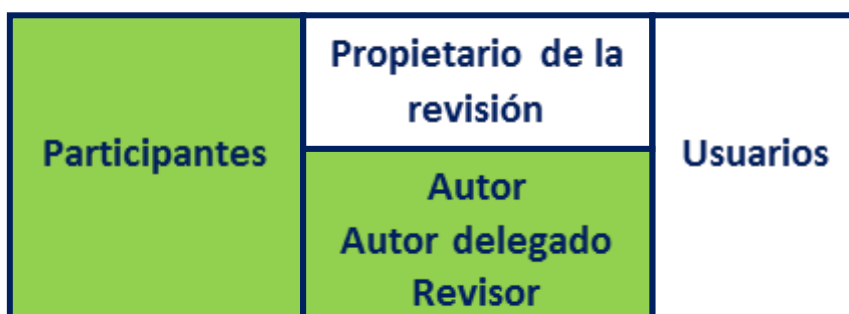 Participantes
Propietario de la
revisión
Autor
Autor delegado
Revisor
Usuarios